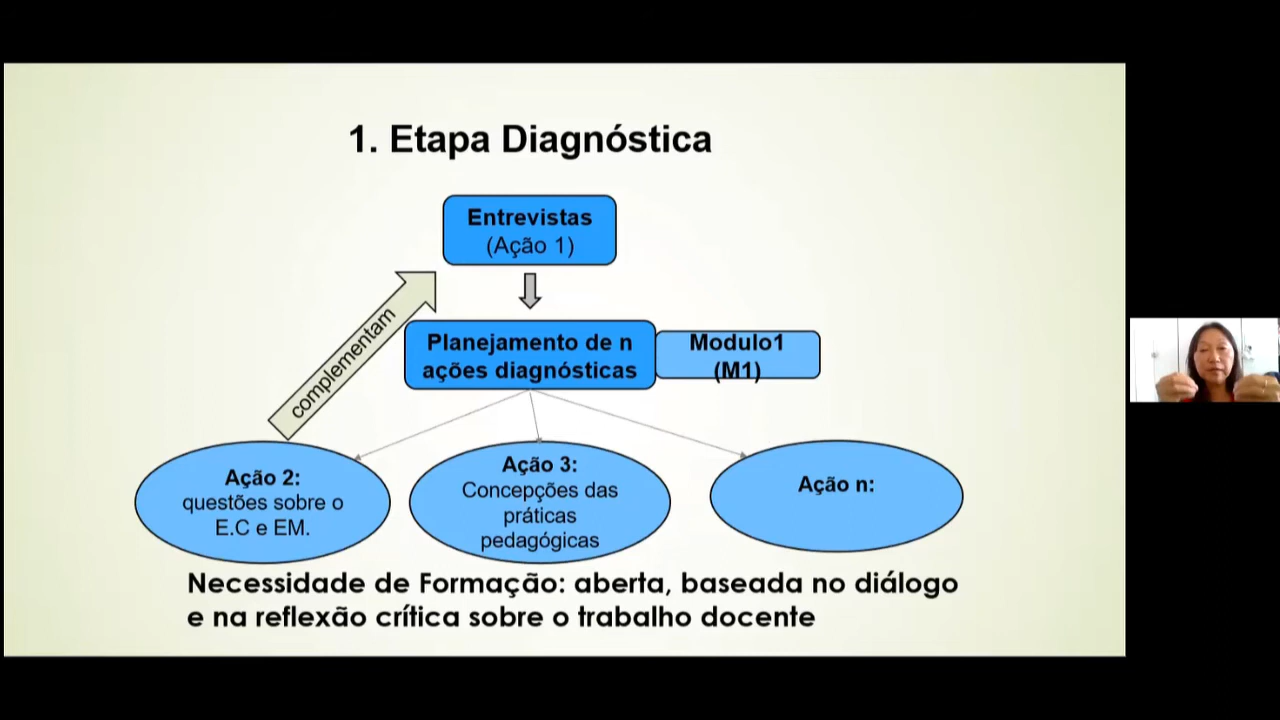 1. Etapa Diagnóstica
Entrevistas
(Ação 1)
complementam
Planejamento de n
ações diagnósticas
Modulo1
(M1)
Ação 2:
questões sobre o
E.C e EM.
Ação 3:
Concepções das
práticas
pedagógicas
Ação n:
Necessidade de Formação: aberta, baseada no diálogo
e na reflexão crítica sobre o trabalho docente